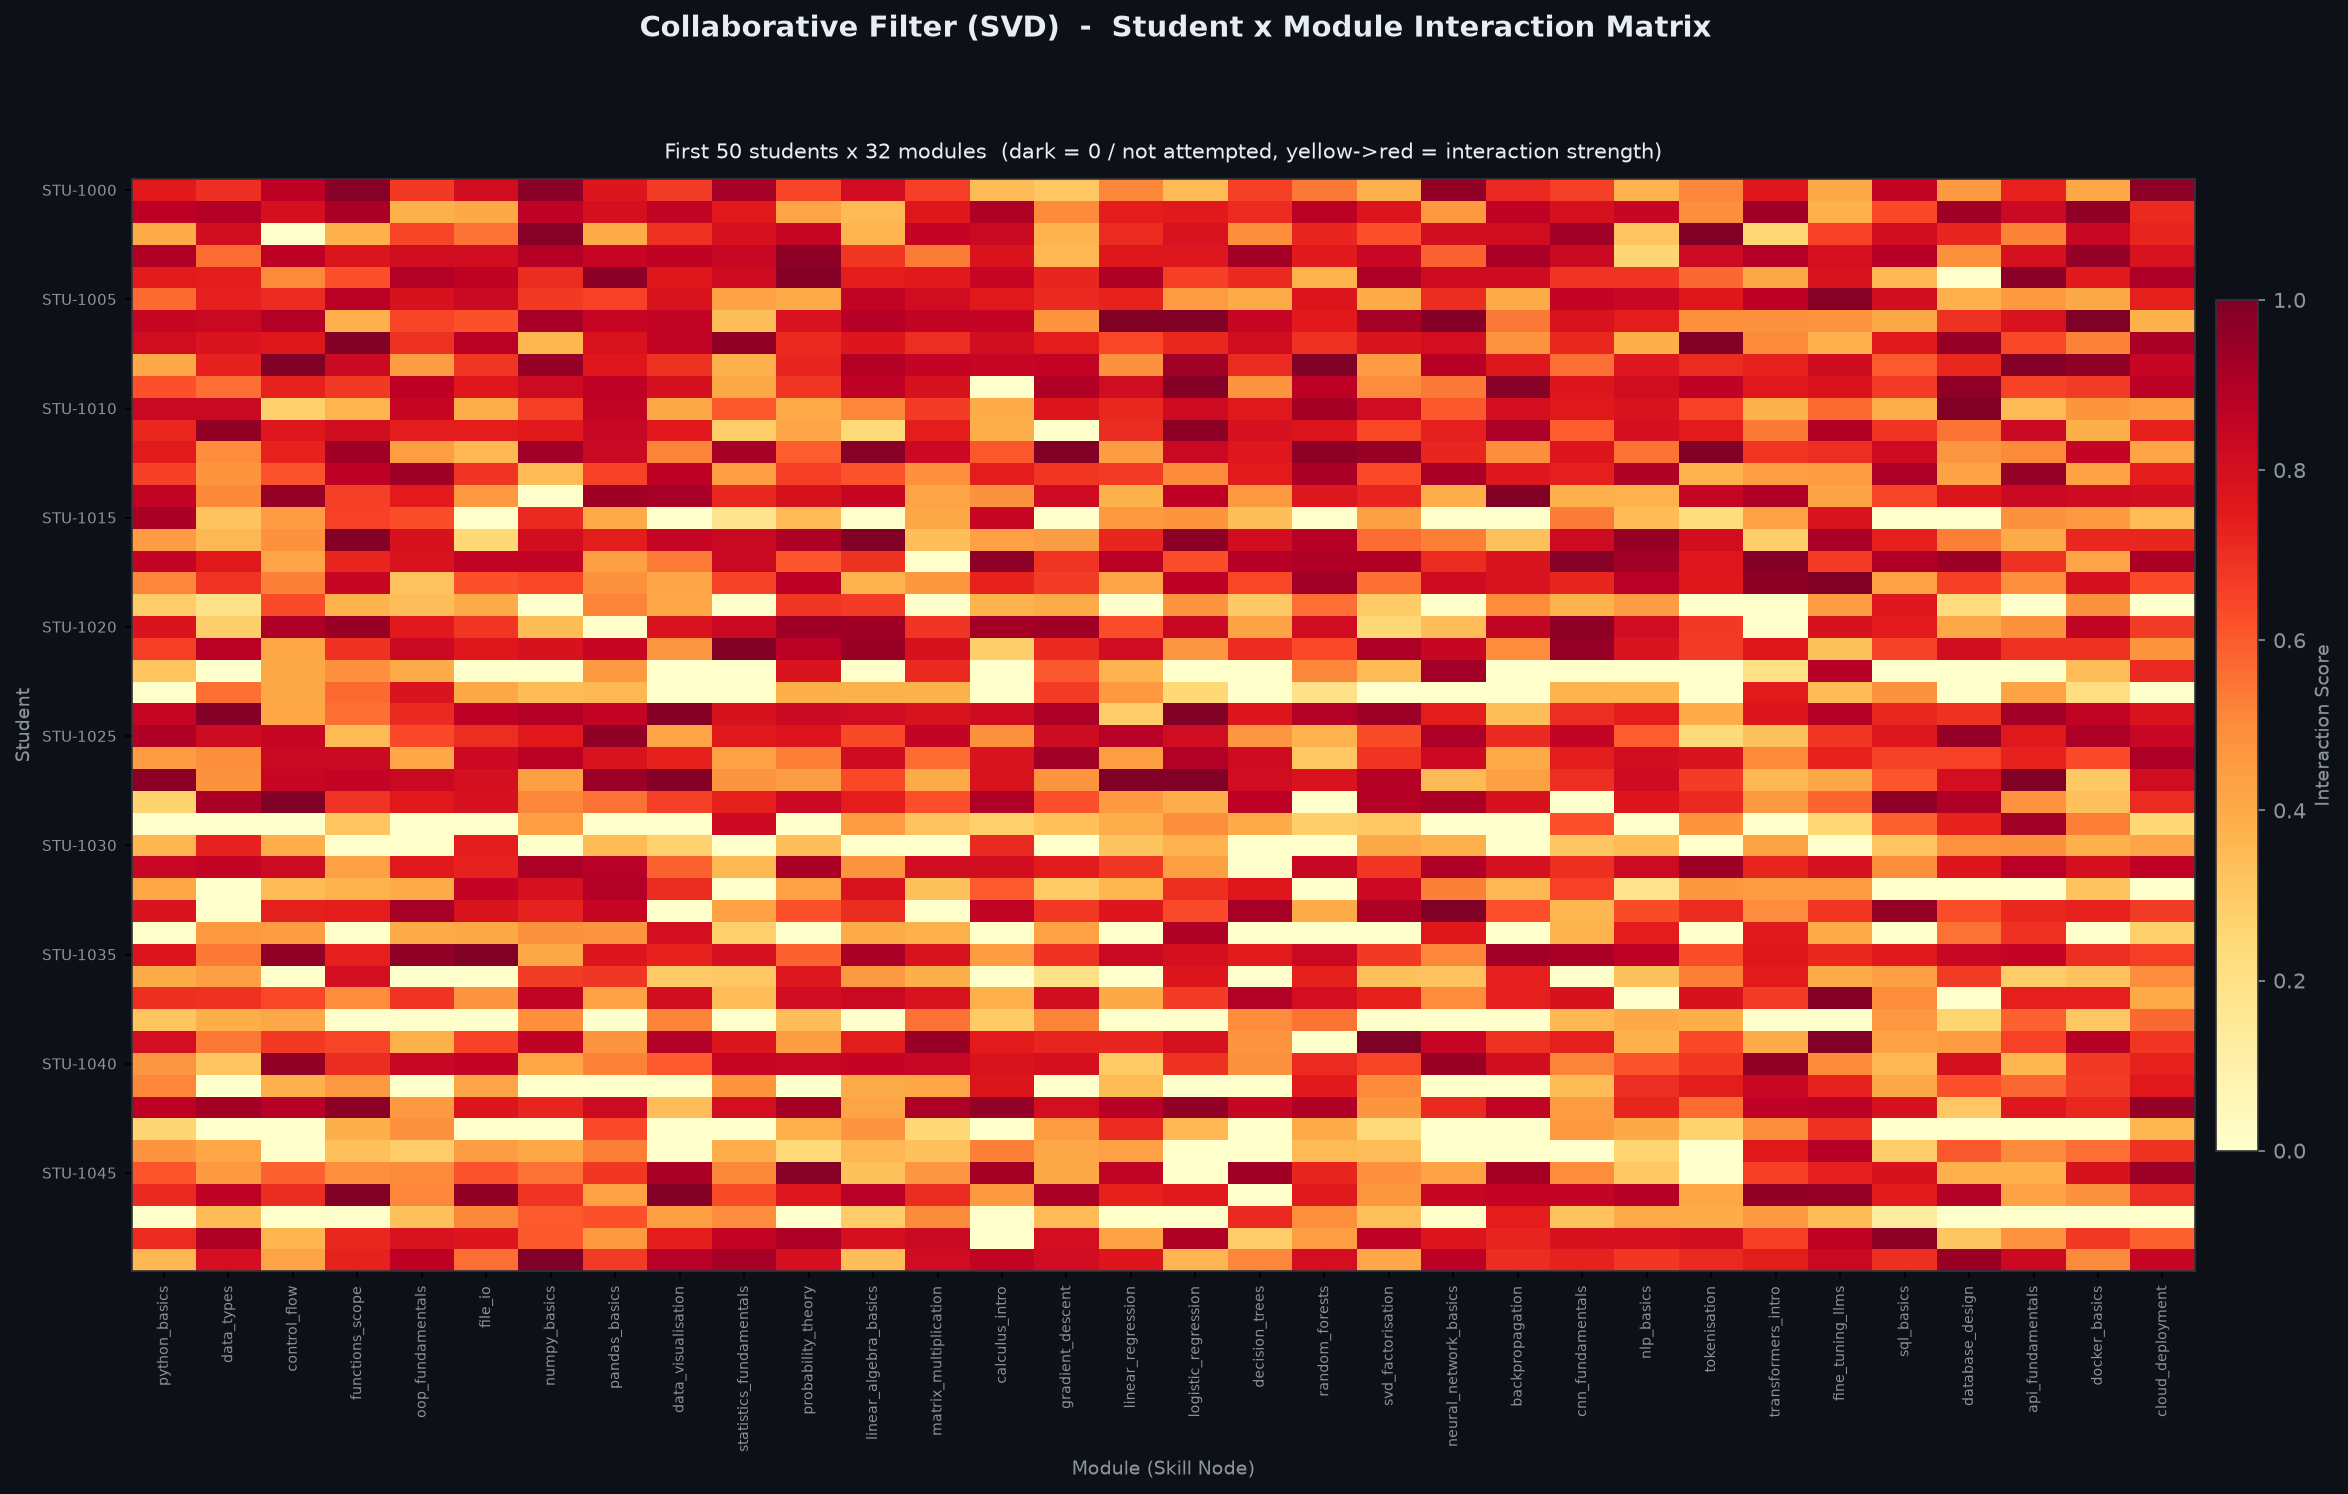 Collaborative Filter (SVD)  -  Student x Module Interaction Matrix
First 50 students x 32 modules  (dark = 0 / not attempted, yellow->red = interaction strength)
Student
STU-1000
STU-1005
STU-1010
STU-1015
STU-1020
STU-1025
STU-1030
STU-1035
STU-1040
STU-1045
python_basics
data_types
control_flow
functions_scope
oop_fundamentals
file_io
numpy_basics
pandas_basics
data_visualisation
statistics_fundamentals
probability_theory
linear_algebra_basics
matrix_multiplication
calculus_intro
gradient_descent
linear_regression
logistic_regression
decision_trees
random_forests
svd_factorisation
neural_network_basics
backpropagation
cnn_fundamentals
nlp_basics
tokenisation
transformers_intro
fine_tuning_llms
sql_basics
database_design
api_fundamentals
docker_basics
cloud_deployment
Module (Skill Node)
1.0
0.8
0.6
0.4
0.2
0.0
Interaction Score